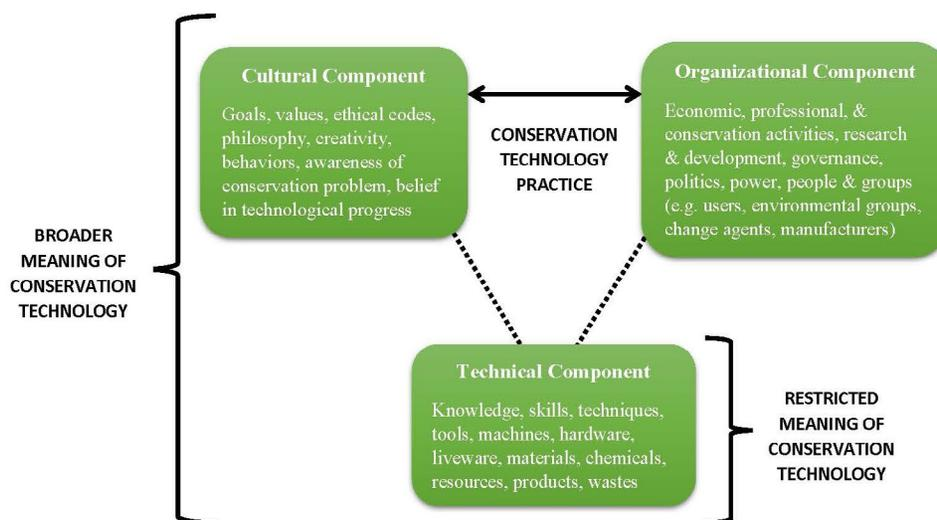 Cultural Component
Goals, values, ethical codes,
philosophy, creativity,
behaviors, awareness of
conservation problem, belief
in technological progress
CONSERVATION
TECHNOLOGY
PRACTICE
Organizational Component
Economic, professional, &
conservation activities, research
& development, governance,
politics, power, people & groups
(e.g. users, environmental groups,
change agents, manufacturers)
BROADER
MEANING OF
CONSERVATION
TECHNOLOGY
Technical Component
Knowledge, skills, techniques,
tools, machines, hardware,
liveware, materials, chemicals,
resources, products, wastes
RESTRICTED
MEANING OF
CONSERVATION
TECHNOLOGY